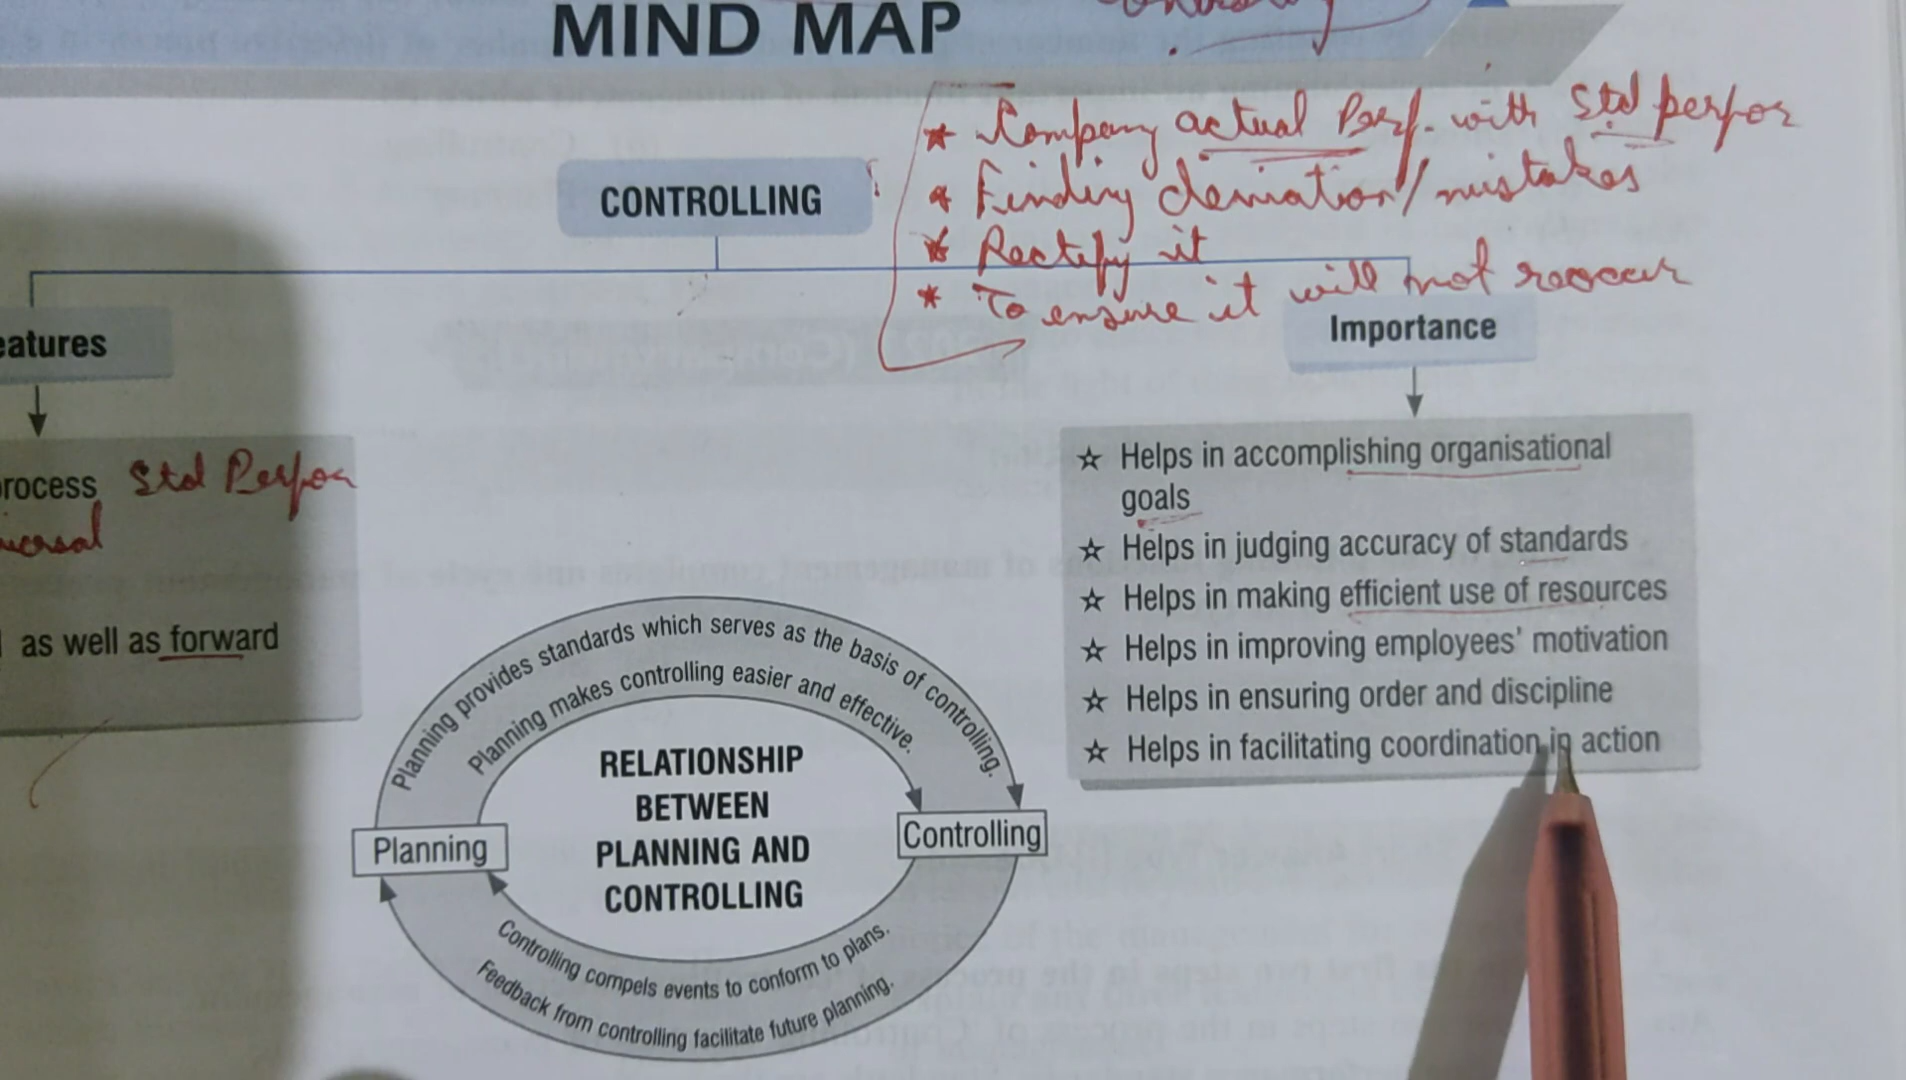 MIND MAP
CONTROLLING
* Company actual Perf. with Std perfor
* Finding deviation/mistakes
* Rectify it
* To ensure it will not reoccur
eatures
rocess Std Perfor
as well as forward
Importance
☆ Helps in accomplishing organisational
goals
☆ Helps in judging accuracy of standards
☆ Helps in making efficient use of resources
☆ Helps in improving employees' motivation
☆ Helps in ensuring order and discipline
☆ Helps in facilitating coordination in action
Planning provides standards which serves as the basis of controlling.
Planning makes controlling easier and effective.
RELATIONSHIP
BETWEEN
PLANNING AND
CONTROLLING
Planning
Controlling
Controlling compels events to conform to plans.
Feedback from controlling facilitate future planning.